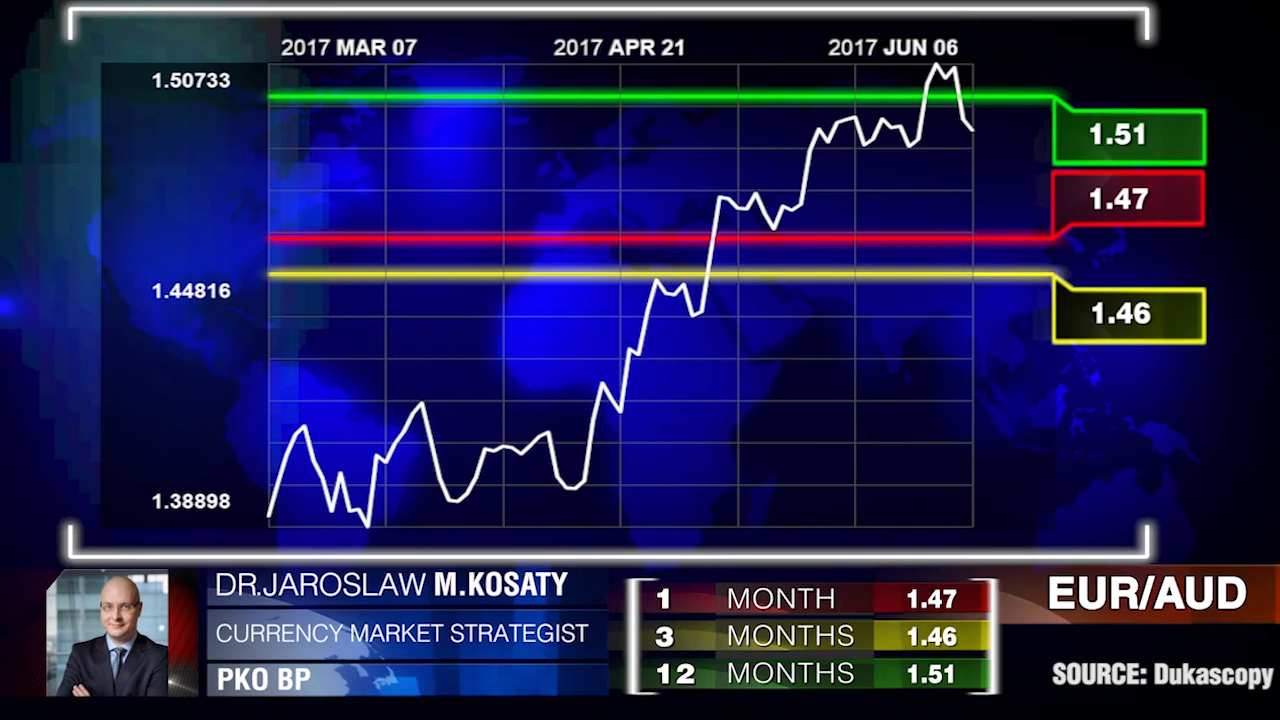 2017 MAR 07 2017 APR 21 2017 JUN 06
1.50733
1.51
1.47
1.44816
1.46
1.38898
DR.JAROSLAW M.KOSATY
CURRENCY MARKET STRATEGIST
PKO BP
1 MONTH 1.47
3 MONTHS 1.46
12 MONTHS 1.51
EUR/AUD
SOURCE: Dukascopy